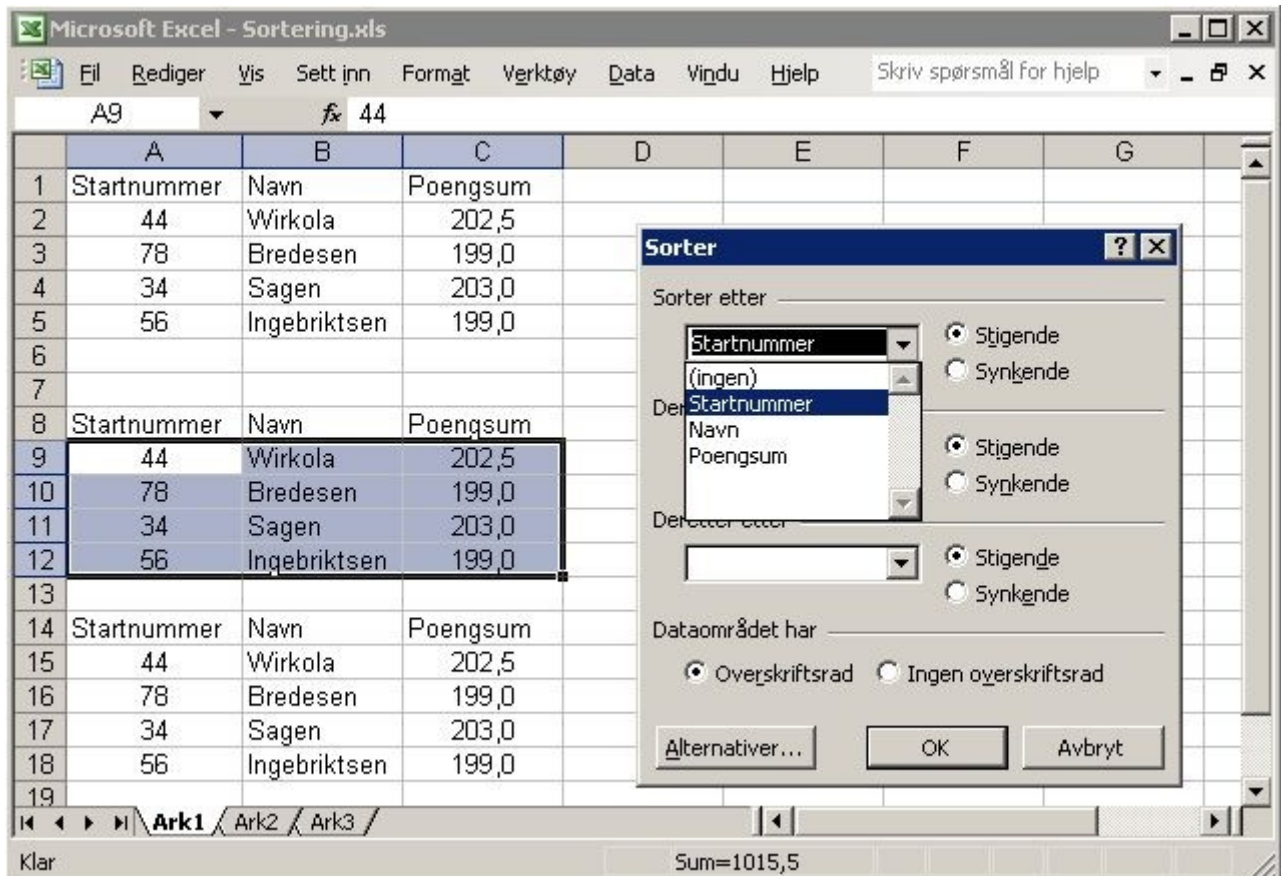 Microsoft Excel - Sortering.xls
Fil Rediger Vis Sett inn Format Verktøy Data Vindu Hjelp Skriv spørsmål for hjelp
A9 fx 44
A B C D E F G
1 Startnummer Navn Poengsum
2 44 Wirkola 202,5
3 78 Bredesen 199,0
4 34 Sagen 203,0
5 56 Ingebriktsen 199,0
6
7
8 Startnummer Navn Poengsum
9 44 Wirkola 202,5
10 78 Bredesen 199,0
11 34 Sagen 203,0
12 56 Ingebriktsen 199,0
13
14 Startnummer Navn Poengsum
15 44 Wirkola 202,5
16 78 Bredesen 199,0
17 34 Sagen 203,0
18 56 Ingebriktsen 199,0
19
Sorter
Sorter etter
Startnummer
Stigende
Synkende
(ingen)
Startnummer
Navn
Poengsum
Stigende
Synkende
Deretter etter
Stigende
Synkende
Dataområdet har
Overskriftsrad Ingen overskriftsrad
Alternativer... OK Avbryt
Ark1 Ark2 Ark3
Klar Sum=1015,5